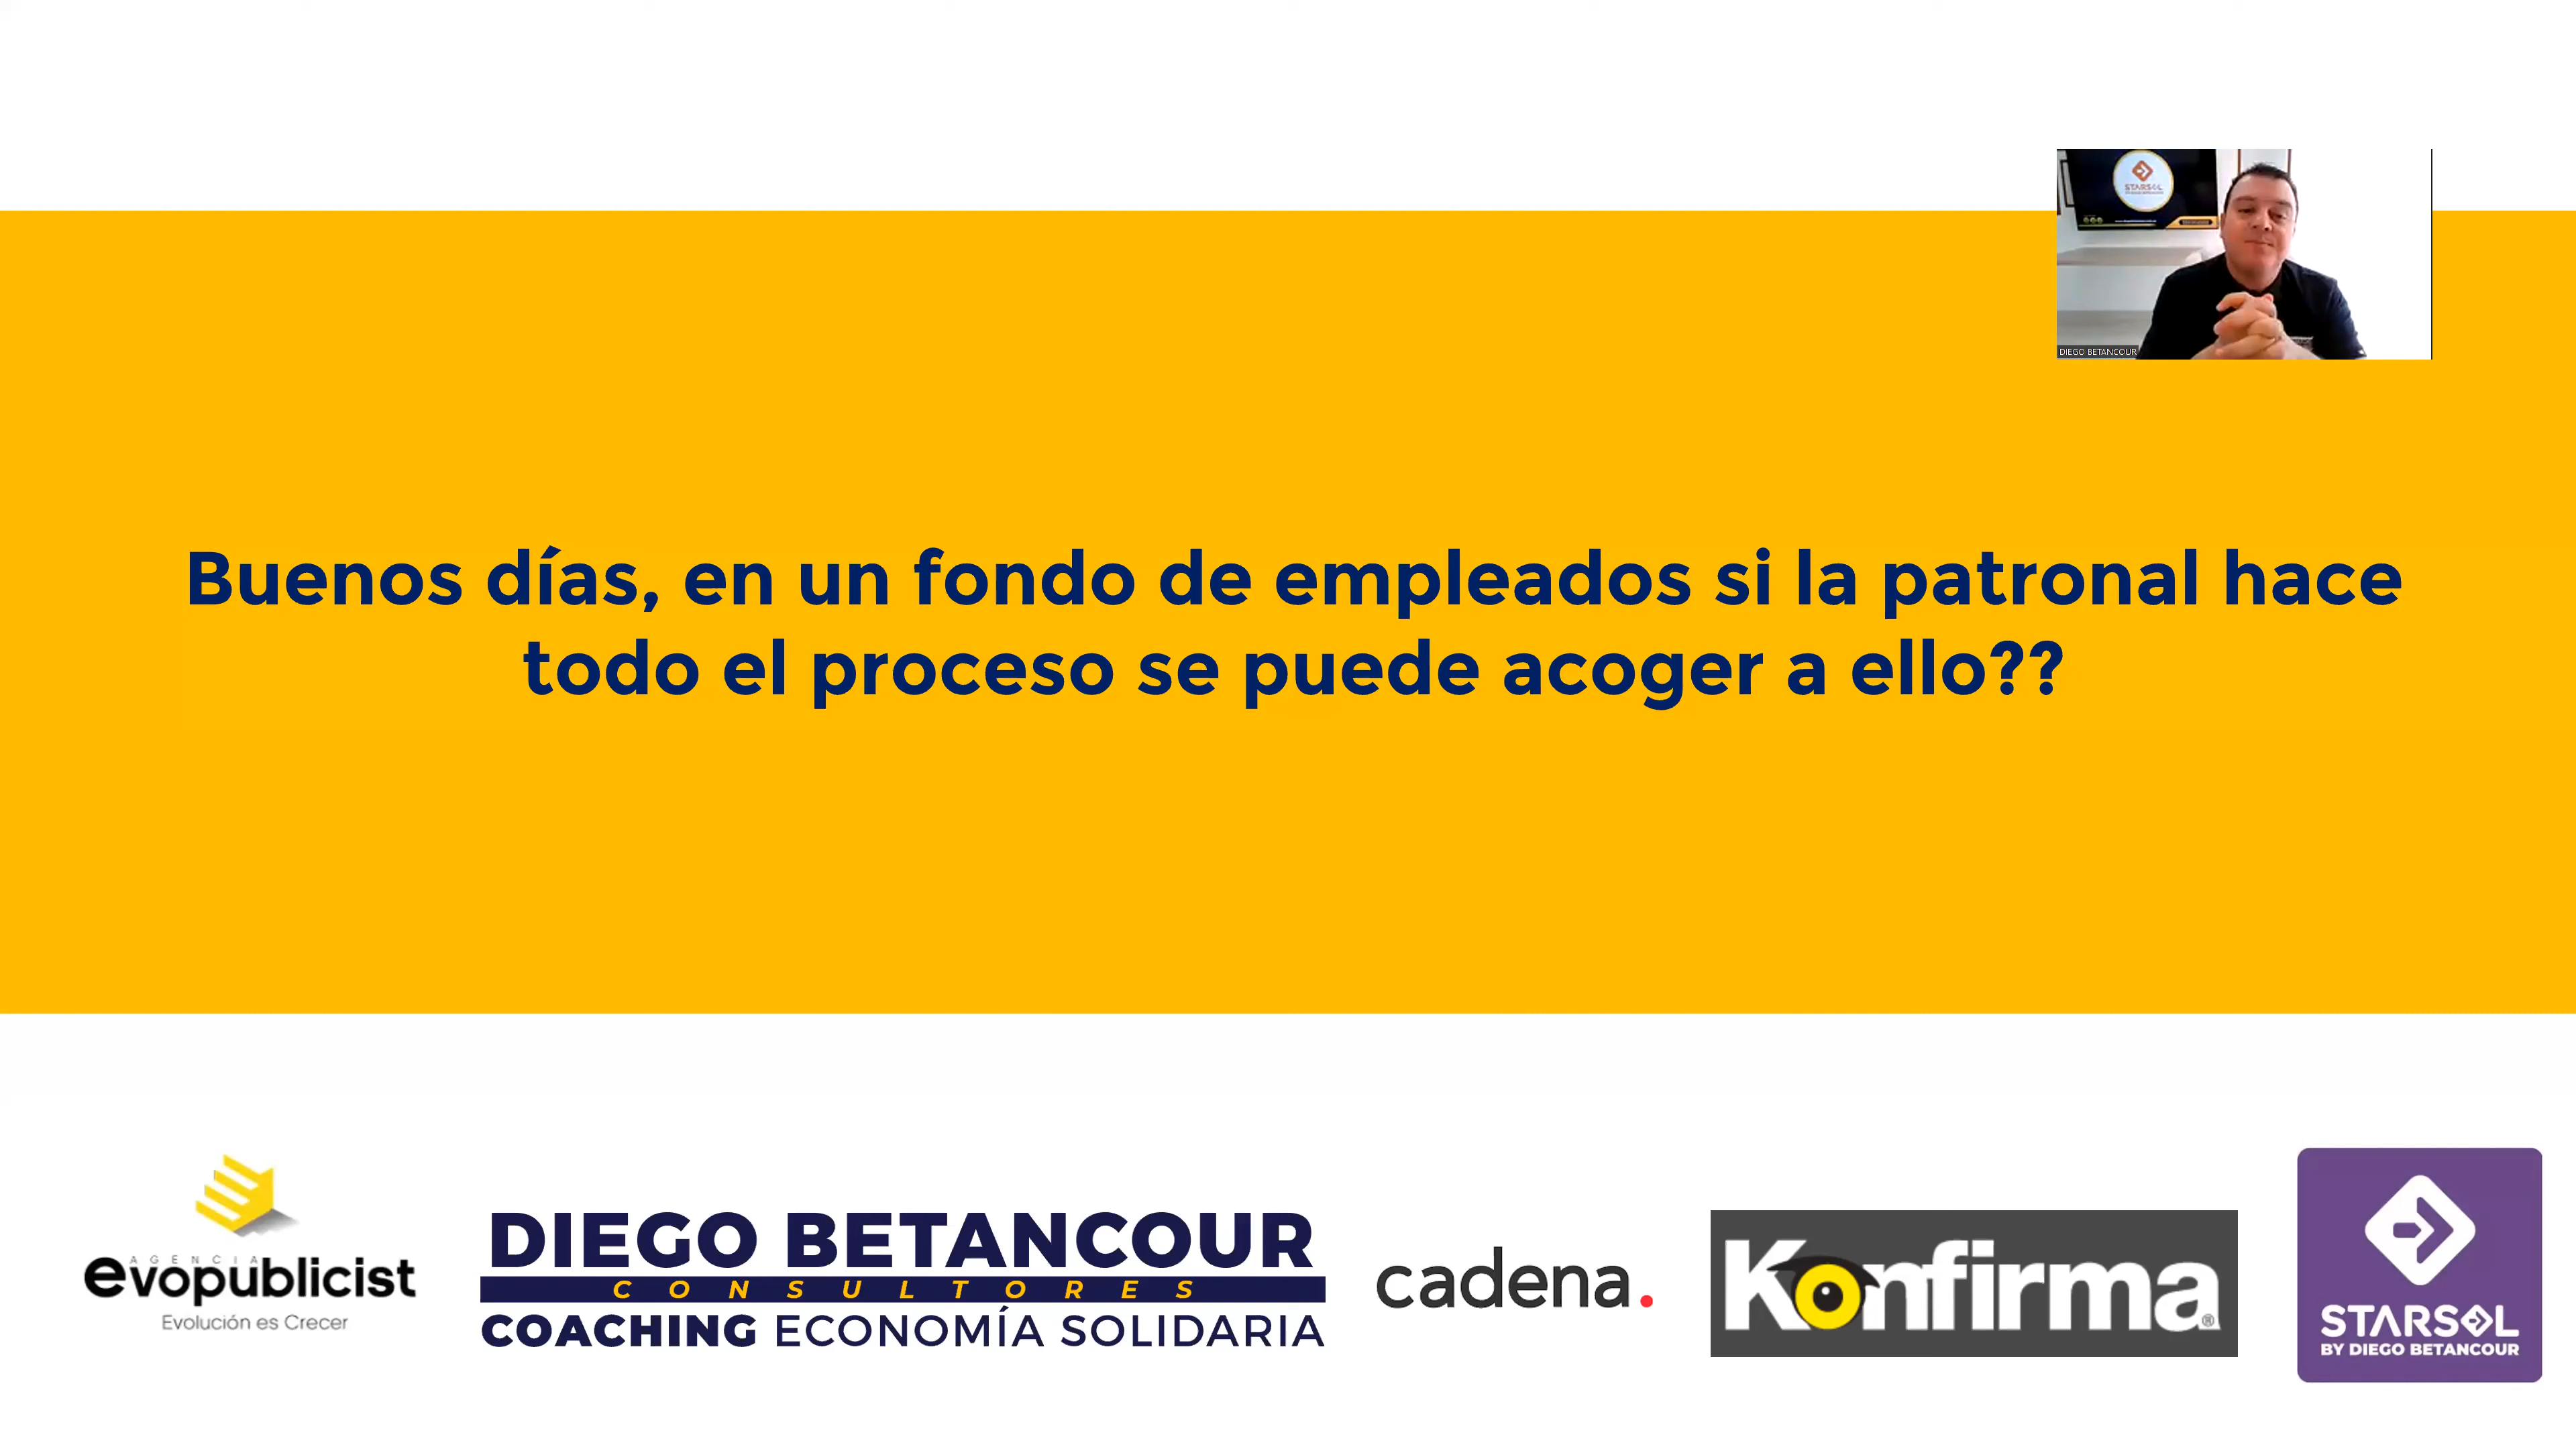 STARSOL
DIEGO BETANCOUR
Buenos días, en un fondo de empleados si la patronal hace
todo el proceso se puede acoger a ello??
AGENCIA
evopublicist
Evolución es Crecer
DIEGO BETANCOUR
CONSULTORES
COACHING ECONOMÍA SOLIDARIA
cadena.
Konfirma®
STARSOL
BY DIEGO BETANCOUR